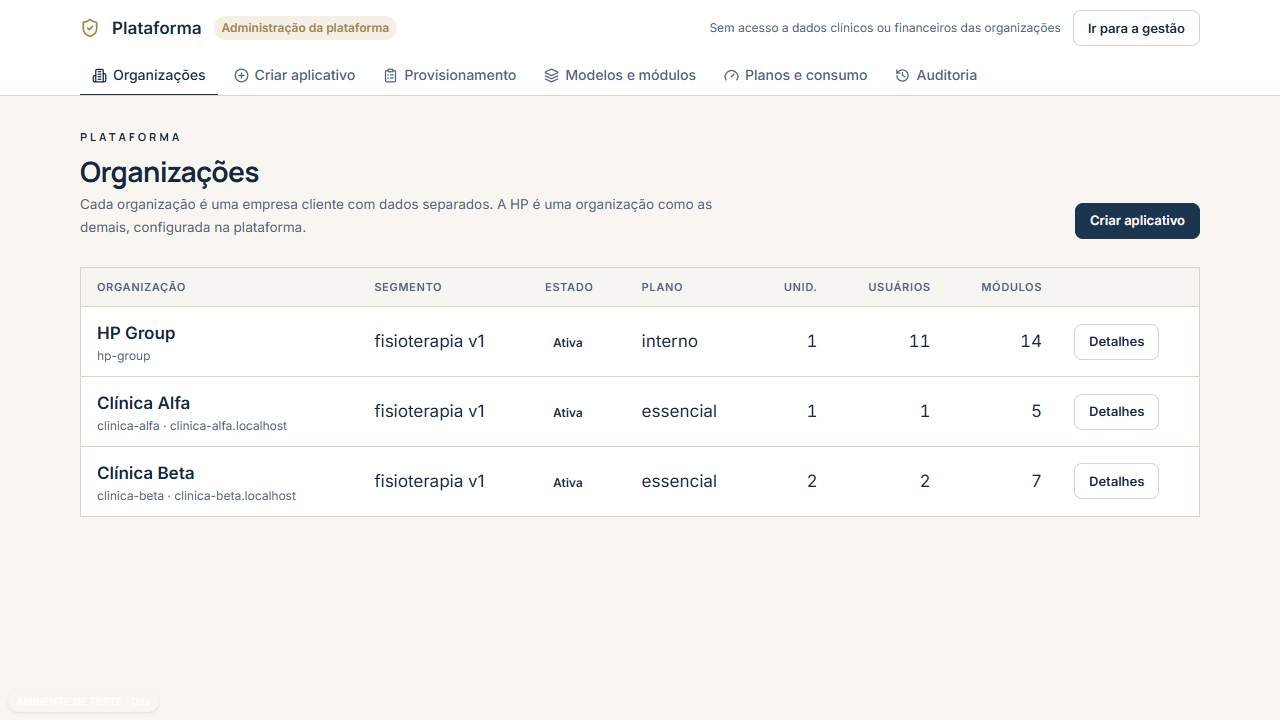 Plataforma
Administração da plataforma
Sem acesso a dados clínicos ou financeiros das organizações
Ir para a gestão
Organizações
Criar aplicativo
Provisionamento
Modelos e módulos
Planos e consumo
Auditoria
PLATAFORMA
Organizações
Cada organização é uma empresa cliente com dados separados. A HP é uma organização como as
demais, configurada na plataforma.
Criar aplicativo
ORGANIZAÇÃO SEGMENTO ESTADO PLANO UNID. USUÁRIOS MÓDULOS
HP Group fisioterapia v1 Ativa interno 1 11 14 Detalhes
hp-group
Clínica Alfa fisioterapia v1 Ativa essencial 1 1 5 Detalhes
clinica-alfa · clinica-alfa.localhost
Clínica Beta fisioterapia v1 Ativa essencial 2 2 7 Detalhes
clinica-beta · clinica-beta.localhost
AMBIENTE DE TESTE